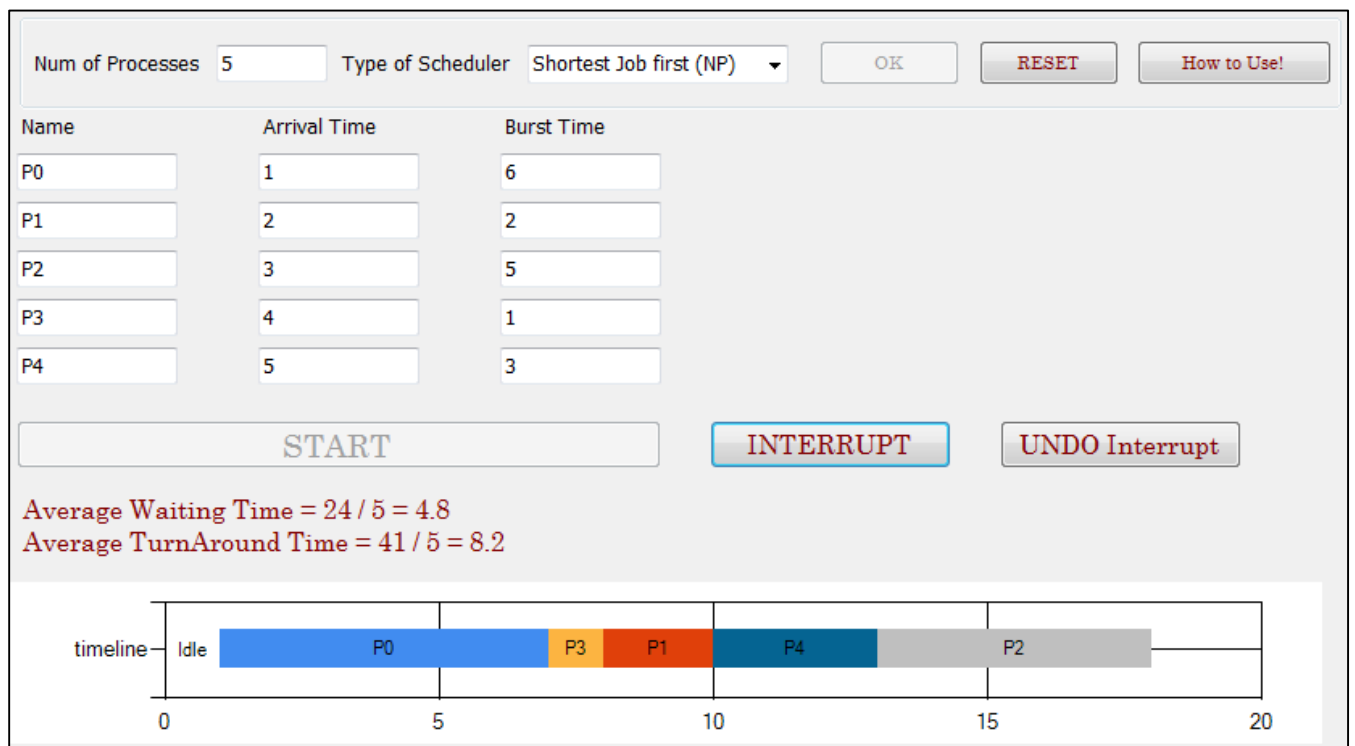 Num of Processes 5 Type of Scheduler Shortest Job first (NP) OK RESET How to Use!
Name Arrival Time Burst Time
P0 1 6
P1 2 2
P2 3 5
P3 4 1
P4 5 3
START INTERRUPT UNDO Interrupt
Average Waiting Time = 24 / 5 = 4.8
Average TurnAround Time = 41 / 5 = 8.2
timeline Idle P0 P3 P1 P4 P2
0 5 10 15 20